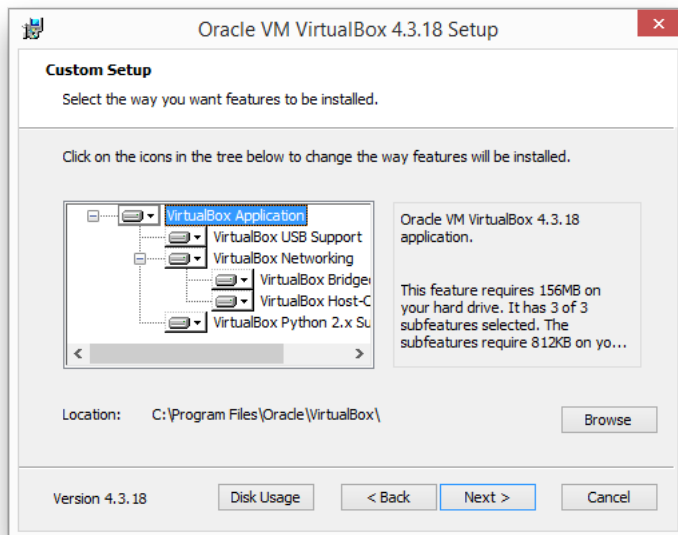 Oracle VM VirtualBox 4.3.18 Setup
Custom Setup
Select the way you want features to be installed.
Click on the icons in the tree below to change the way features will be installed.
VirtualBox Application
VirtualBox USB Support
VirtualBox Networking
VirtualBox Bridge
VirtualBox Host-C
VirtualBox Python 2.x Su
Oracle VM VirtualBox 4.3.18
application.
This feature requires 156MB on
your hard drive. It has 3 of 3
subfeatures selected. The
subfeatures require 812KB on yo...
Location: C:\Program Files\Oracle\VirtualBox\
Browse
Version 4.3.18 Disk Usage < Back Next > Cancel